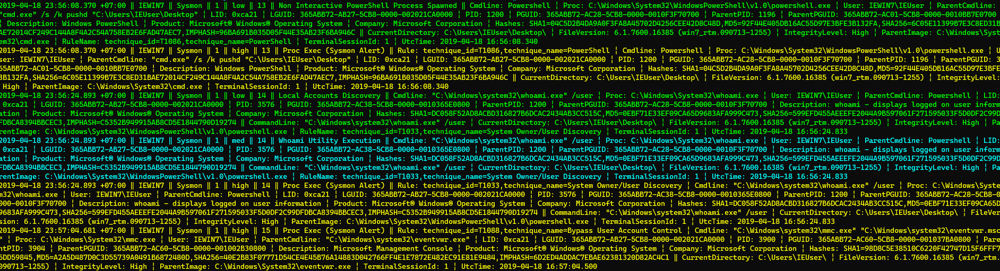 2019-04-18 23:56:08.370 +07:00 ‖ IEWIN7 ‖ Sysmon ‖ 1 ‖ low ‖ 13 ‖ Non Interactive PowerShell Process Spawned ‖ Cmdline: Powershell ¦ Proc: C:\Windows\System32\WindowsPowerShell\v1.0\powershell.exe ¦ User: IEWIN7\IEUser ¦ ParentCmdline:
"cmd.exe" /s /k pushd "C:\Users\IEUser\Desktop" ¦ LID: 0xca21 ¦ LGUID: 365ABB72-AB27-5CB8-0000-002021CA0000 ¦ PID: 1200 ¦ PGUID: 365ABB72-AC28-5CB8-0000-0010F3F70700 ¦ ParentPID: 1196 ¦ ParentPGUID: 365ABB72-AC01-5CB8-0000-0010BB7E0700
¦ Description: Windows PowerShell ¦ Product: Microsoft® Windows® Operating System ¦ Company: Microsoft Corporation ¦ Hashes: SHA1=04C5D2B4DA9A0F3FA8A45702D4256CEE42D8C48D,MD5=92F44E405DB16AC55D97E3BFE3B132FA,SHA256=6C05E11399B7E3C8ED31B
AE72014CF249C144A8F4A2C54A758EB2E6FAD47AEC7,IMPHASH=96BA691B035D05F44E35AB23F6BA946C ‖ CurrentDirectory: C:\Users\IEUser\Desktop\ ¦ FileVersion: 6.1.7600.16385 (win7_rtm.090713-1255) ¦ IntegrityLevel: High ¦ ParentImage: C:\Windows\Syst
em32\cmd.exe ¦ RuleName: technique_id=T1086,technique_name=PowerShell ¦ TerminalSessionId: 1 ¦ UtcTime: 2019-04-18 16:56:08.340
2019-04-18 23:56:08.370 +07:00 ‖ IEWIN7 ‖ Sysmon ‖ 1 ‖ high ‖ 13 ‖ Proc Exec (Sysmon Alert) ‖ Rule: technique_id=T1086,technique_name=PowerShell ¦ Cmdline: Powershell ¦ Proc: C:\Windows\System32\WindowsPowerShell\v1.0\powershell.exe ¦ U
ser: IEWIN7\IEUser ¦ ParentCmdline: "cmd.exe" /s /k pushd "C:\Users\IEUser\Desktop" ¦ LID: 0xca21 ¦ LGUID: 365ABB72-AB27-5CB8-0000-002021CA0000 ¦ PID: 1200 ¦ PGUID: 365ABB72-AC28-5CB8-0000-0010F3F70700 ¦ ParentPID: 1196 ¦ ParentPGUID: 3
65ABB72-AC01-5CB8-0000-0010BB7E0700 ¦ Description: Windows PowerShell ¦ Product: Microsoft® Windows® Operating System ¦ Company: Microsoft Corporation ¦ Hashes: SHA1=04C5D2B4DA9A0F3FA8A45702D4256CEE42D8C48D,MD5=92F44E405DB16AC55D97E3BFE
3B132FA,SHA256=6C05E11399B7E3C8ED31BAE72014CF249C144A8F4A2C54A758EB2E6FAD47AEC7,IMPHASH=96BA691B035D05F44E35AB23F6BA946C ‖ CurrentDirectory: C:\Users\IEUser\Desktop\ ¦ FileVersion: 6.1.7600.16385 (win7_rtm.090713-1255) ¦ IntegrityLevel:
High ¦ ParentImage: C:\Windows\System32\cmd.exe ¦ TerminalSessionId: 1 ¦ UtcTime: 2019-04-18 16:56:08.340
2019-04-18 23:56:24.893 +07:00 ‖ IEWIN7 ‖ Sysmon ‖ 1 ‖ low ‖ 14 ‖ Local Accounts Discovery ‖ Cmdline: "C:\Windows\system32\whoami.exe" /user ¦ Proc: C:\Windows\System32\whoami.exe ¦ User: IEWIN7\IEUser ¦ ParentCmdline: Powershell ¦ LID:
0xca21 ¦ LGUID: 365ABB72-AB27-5CB8-0000-002021CA0000 ¦ PID: 3576 ¦ PGUID: 365ABB72-AC38-5CB8-0000-0010365E0800 ¦ ParentPID: 1200 ¦ ParentPGUID: 365ABB72-AC28-5CB8-0000-0010F3F70700 ¦ Description: whoami - displays logged on user inform
ation ¦ Product: Microsoft® Windows® Operating System ¦ Company: Microsoft Corporation ¦ Hashes: SHA1=DC058F52AD8ACBD316827B6DCAC2434AB3CC515C,MD5=0EBF71E33EF09CA65D9683AFA999C473,SHA256=599EFD455AEEEFE2044A9B597061F271595033F5D0DF2C99D
FDBCA8394BBCEC3,IMPHASH=C5352B949915AB8CD5E1844790D19274 ‖ CommandLine: "C:\Windows\system32\whoami.exe" /user ¦ CurrentDirectory: C:\Users\IEUser\Desktop\ ¦ FileVersion: 6.1.7600.16385 (win7_rtm.090713-1255) ¦ IntegrityLevel: High ¦ Pa
rentImage: C:\Windows\System32\WindowsPowerShell\v1.0\powershell.exe ¦ RuleName: technique_id=T1033,technique_name=System Owner/User Discovery ¦ TerminalSessionId: 1 ¦ UtcTime: 2019-04-18 16:56:24.833
2019-04-18 23:56:24.893 +07:00 ‖ IEWIN7 ‖ Sysmon ‖ 1 ‖ med ‖ 14 ‖ Whoami Utility Execution ‖ Cmdline: "C:\Windows\system32\whoami.exe" /user ¦ Proc: C:\Windows\System32\whoami.exe ¦ User: IEWIN7\IEUser ¦ ParentCmdline: Powershell ¦ LID:
0xca21 ¦ LGUID: 365ABB72-AB27-5CB8-0000-002021CA0000 ¦ PID: 3576 ¦ PGUID: 365ABB72-AC38-5CB8-0000-0010365E0800 ¦ ParentPID: 1200 ¦ ParentPGUID: 365ABB72-AC28-5CB8-0000-0010F3F70700 ¦ Description: whoami - displays logged on user inform
ation ¦ Product: Microsoft® Windows® Operating System ¦ Company: Microsoft Corporation ¦ Hashes: SHA1=DC058F52AD8ACBD316827B6DCAC2434AB3CC515C,MD5=0EBF71E33EF09CA65D9683AFA999C473,SHA256=599EFD455AEEEFE2044A9B597061F271595033F5D0DF2C99D
FDBCA8394BBCEC3,IMPHASH=C5352B949915AB8CD5E1844790D19274 ‖ CommandLine: "C:\Windows\system32\whoami.exe" /user ¦ CurrentDirectory: C:\Users\IEUser\Desktop\ ¦ FileVersion: 6.1.7600.16385 (win7_rtm.090713-1255) ¦ IntegrityLevel: High ¦ Pa
rentImage: C:\Windows\System32\WindowsPowerShell\v1.0\powershell.exe ¦ RuleName: technique_id=T1033,technique_name=System Owner/User Discovery ¦ TerminalSessionId: 1 ¦ UtcTime: 2019-04-18 16:56:24.833
2019-04-18 23:56:24.893 +07:00 ‖ IEWIN7 ‖ Sysmon ‖ 1 ‖ high ‖ 14 ‖ Proc Exec (Sysmon Alert) ‖ Rule: technique_id=T1033,technique_name=System Owner/User Discovery ¦ Cmdline: "C:\Windows\system32\whoami.exe" /user ¦ Proc: C:\Windows\Syste
m32\whoami.exe ¦ User: IEWIN7\IEUser ¦ ParentCmdline: Powershell ¦ LID: 0xca21 ¦ LGUID: 365ABB72-AB27-5CB8-0000-002021CA0000 ¦ PID: 3576 ¦ PGUID: 365ABB72-AC38-5CB8-0000-0010365E0800 ¦ ParentPID: 1200 ¦ ParentPGUID: 365ABB72-AC28-5CB8-0
000-0010F3F70700 ¦ Description: whoami - displays logged on user information ¦ Product: Microsoft® Windows® Operating System ¦ Company: Microsoft Corporation ¦ Hashes: SHA1=DC058F52AD8ACBD316827B6DCAC2434AB3CC515C,MD5=0EBF71E33EF09CA65D
9683AFA999C473,SHA256=599EFD455AEEEFE2044A9B597061F271595033F5D0DF2C99DFDBCA8394BBCEC3,IMPHASH=C5352B949915AB8CD5E1844790D19274 ‖ CommandLine: "C:\Windows\system32\whoami.exe" /user ¦ CurrentDirectory: C:\Users\IEUser\Desktop\ ¦ FileVer
sion: 6.1.7600.16385 (win7_rtm.090713-1255) ¦ IntegrityLevel: High ¦ ParentImage: C:\Windows\System32\WindowsPowerShell\v1.0\powershell.exe ¦ TerminalSessionId: 1 ¦ UtcTime: 2019-04-18 16:56:24.833
2019-04-18 23:57:04.681 +07:00 ‖ IEWIN7 ‖ Sysmon ‖ 1 ‖ high ‖ 15 ‖ Proc Exec (Sysmon Alert) ‖ Rule: technique_id=T1088,technique_name=Bypass User Account Control ¦ Cmdline: "C:\Windows\system32\mmc.exe" "C:\Windows\system32\eventvwr.msc
" ¦ Proc: C:\Windows\System32\mmc.exe ¦ User: IEWIN7\IEUser ¦ ParentCmdline: "C:\Windows\system32\eventvwr.exe" ¦ LID: 0xca21 ¦ LGUID: 365ABB72-AB27-5CB8-0000-002021CA0000 ¦ PID: 3900 ¦ PGUID: 365ABB72-AC60-5CB8-0000-001037BA0800 ¦ Pare
ntPID: 3904 ¦ ParentPGUID: 365ABB72-AC60-5CB8-0000-001002B30800 ¦ Description: Microsoft Management Console ¦ Product: Microsoft® Windows® Operating System ¦ Company: Microsoft Corporation ¦ Hashes: SHA1=98D8C5E38510C6220F42747D15F6FFF7
5DD59845,MD5=A2A5D487D0C3D55739A0491B6872480D,SHA256=40E2B83F07771D54CE4E45B76A14883D042766FF4E1E7872E482EC91E81E9484,IMPHASH=6D2ED4ADDAC7EBAE62381320D82AC4C1 ‖ CurrentDirectory: C:\Users\IEUser\ ¦ FileVersion: 6.1.7600.16385 (win7_rtm.
090713-1255) ¦ IntegrityLevel: High ¦ ParentImage: C:\Windows\System32\eventvwr.exe ¦ TerminalSessionId: 1 ¦ UtcTime: 2019-04-18 16:57:04.500